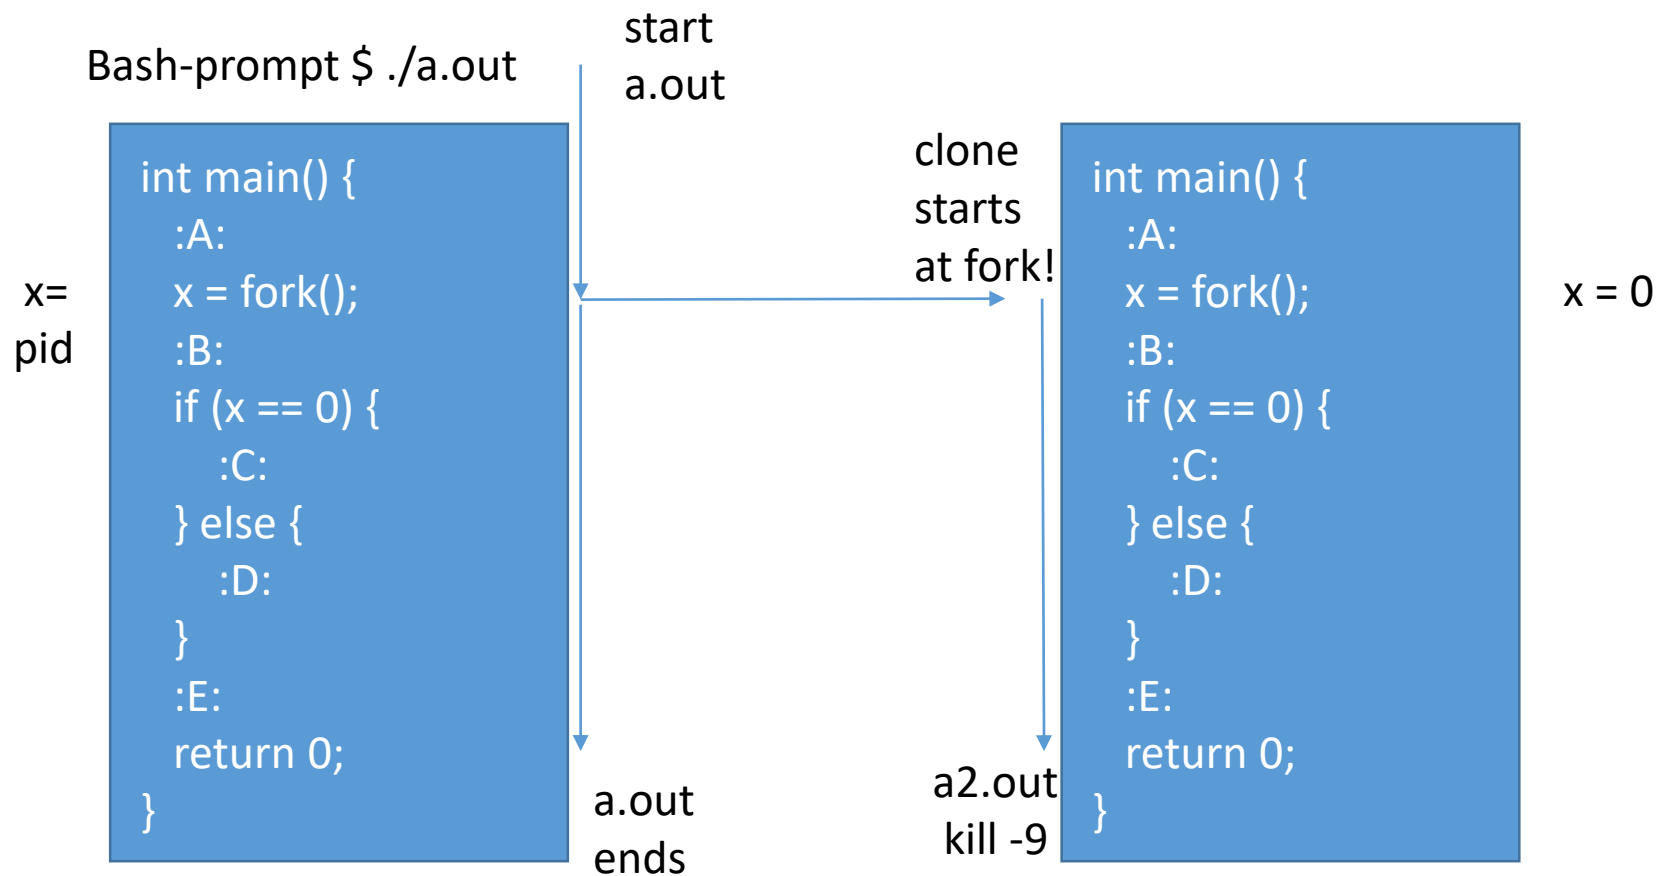 Bash-prompt $ ./a.out
start
a.out
int main() {
:A:
x = fork();
:B:
if (x == 0) {
:C:
} else {
:D:
}
:E:
return 0;
}
x=
pid
clone
starts
at fork!
a.out
ends
int main() {
:A:
x = fork();
:B:
if (x == 0) {
:C:
} else {
:D:
}
:E:
return 0;
}
x = 0
a2.out
kill -9